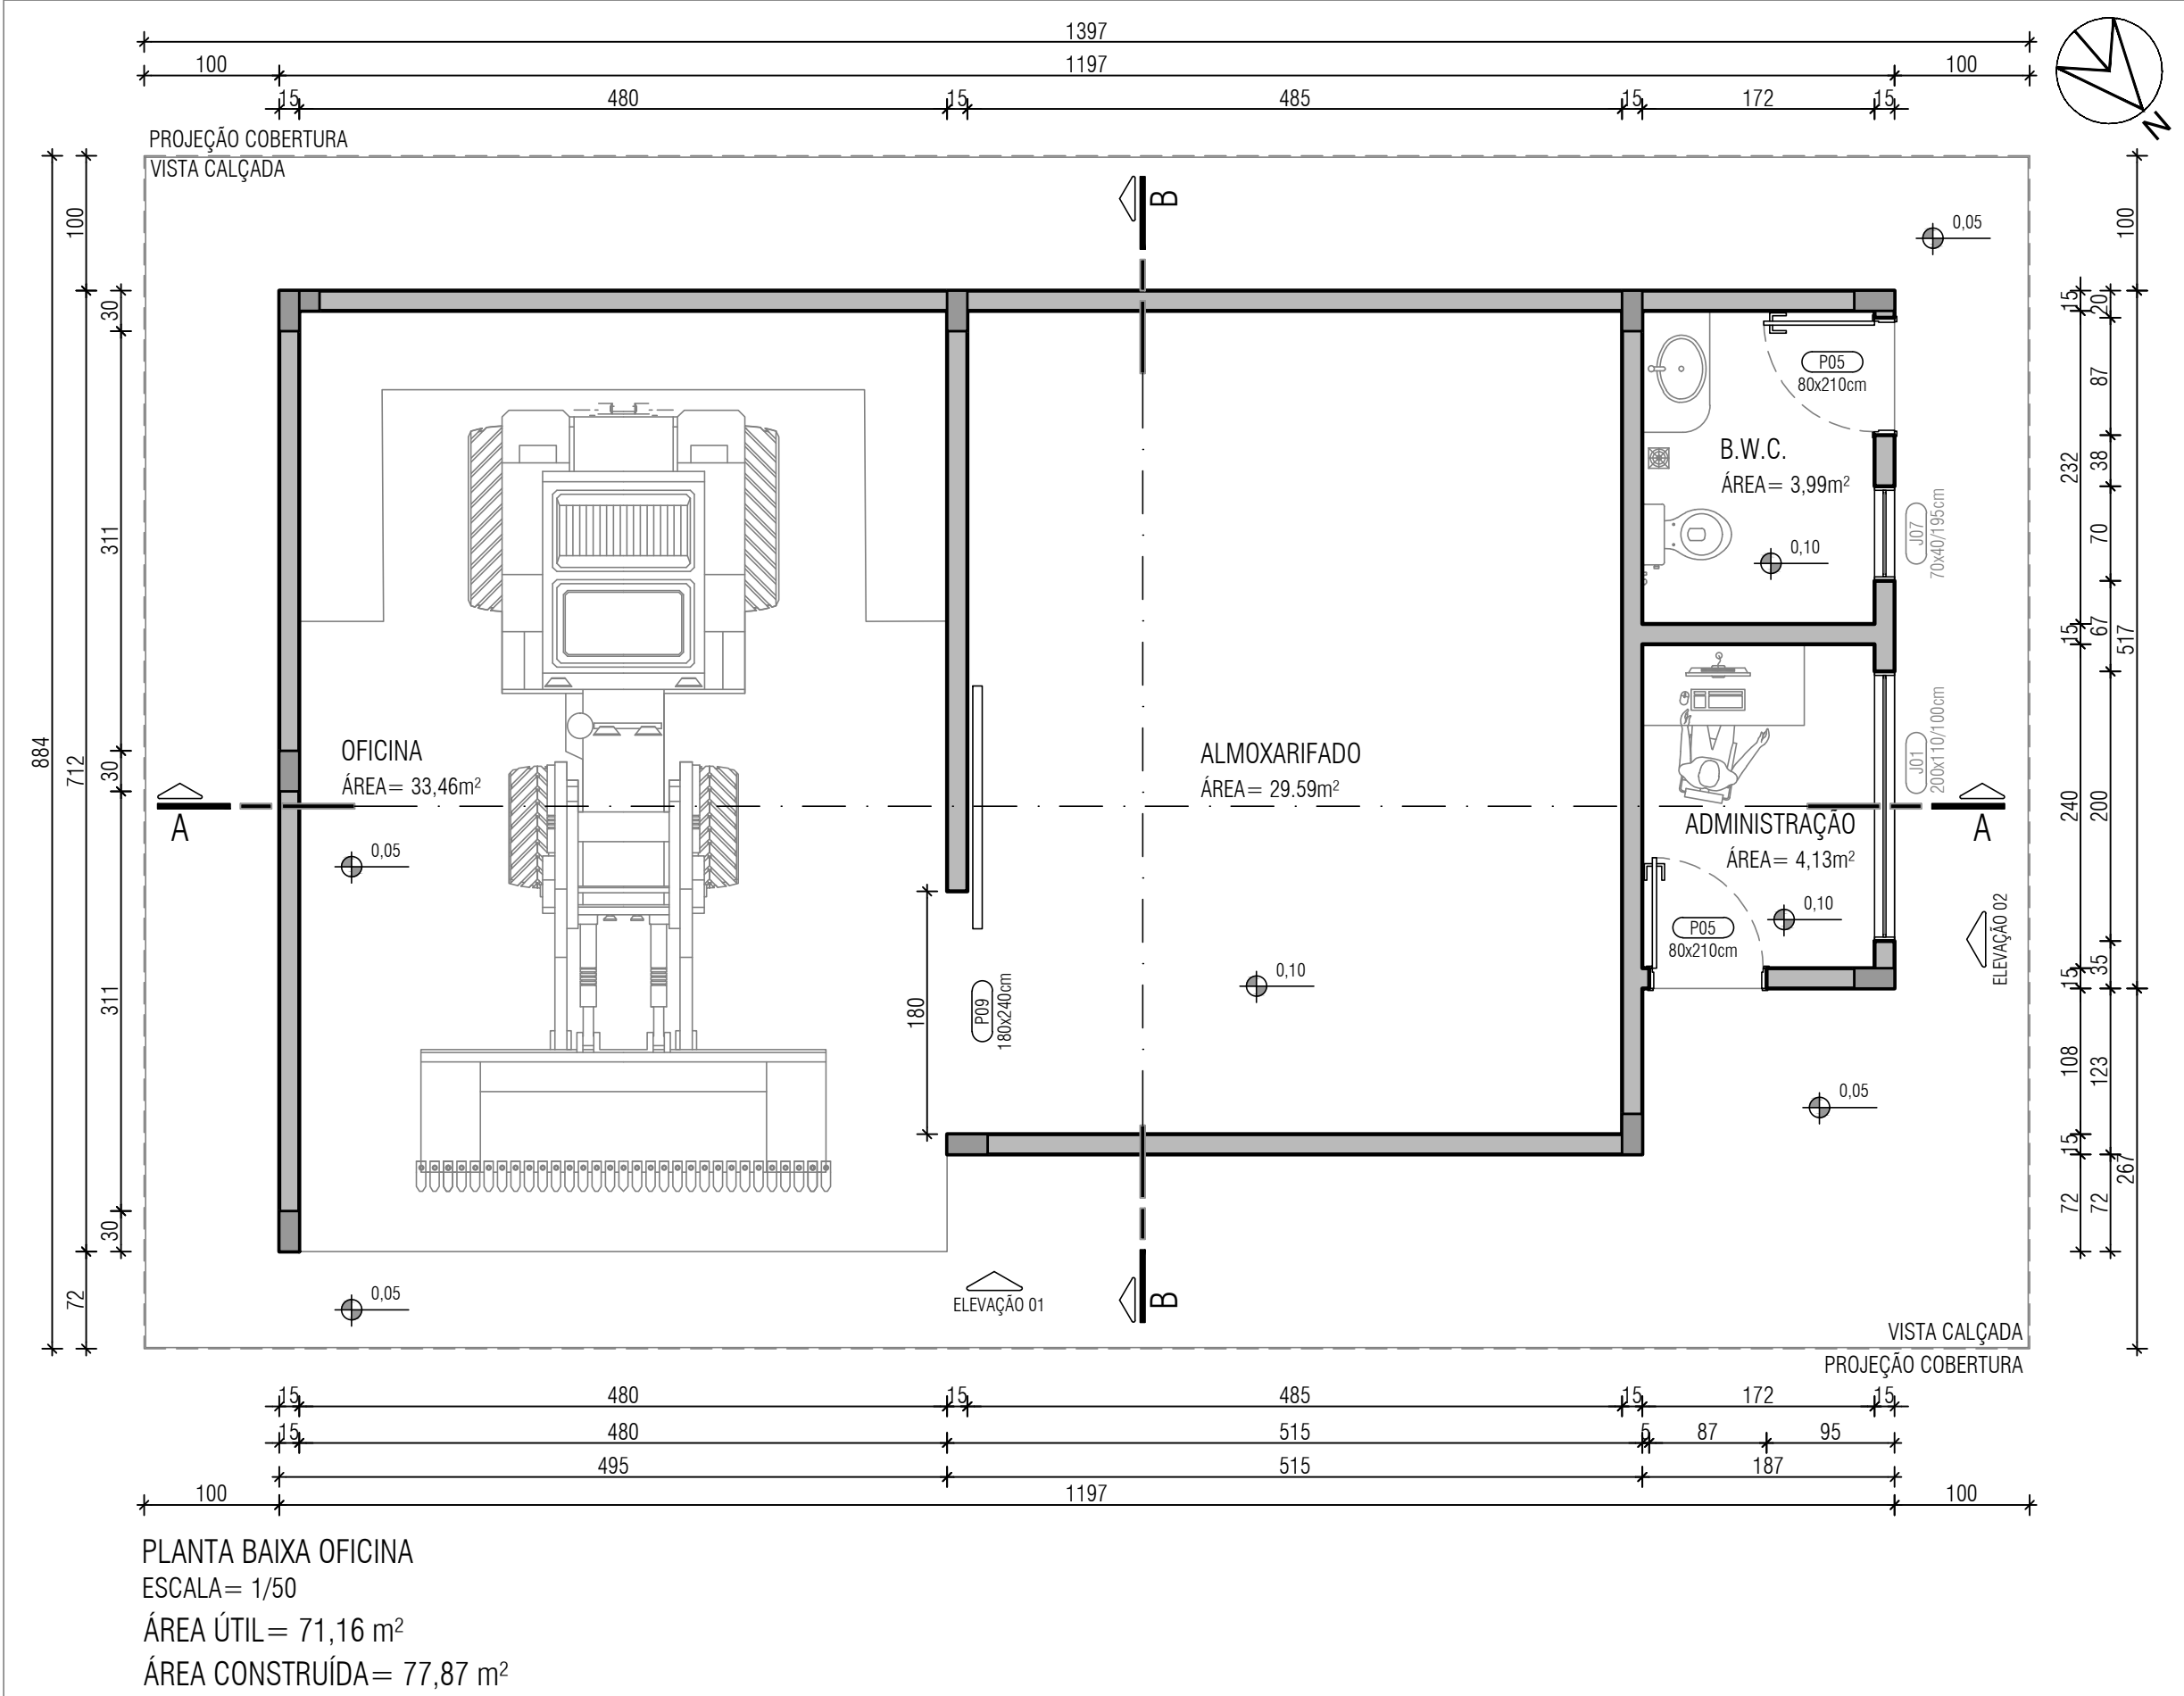 1397
100
1197
100
15
480
15
485
15
172
15
N
PROJEÇÃO COBERTURA
VISTA CALÇADA
884
100
712
72
30
311
30
311
30
B
0,05
100
517
267
15
232
15
240
15
108
15
72
20
87
38
70
67
200
35
123
72
P05
80x210cm
B.W.C.
ÁREA= 3,99m²
0,10
J07
70x40/195cm
OFICINA
ÁREA= 33,46m²
0,05
ALMOXARIFADO
ÁREA= 29.59m²
0,10
J01
200x110/100cm
A
A
ADMINISTRAÇÃO
ÁREA= 4,13m²
0,10
P05
80x210cm
ELEVAÇÃO 02
180
P09
180x240cm
0,05
0,05
ELEVAÇÃO 01
B
VISTA CALÇADA
PROJEÇÃO COBERTURA
15
480
15
485
15
172
15
15
480
515
5
87
95
495
515
187
100
1197
100
PLANTA BAIXA OFICINA
ESCALA= 1/50
ÁREA ÚTIL= 71,16 m²
ÁREA CONSTRUÍDA= 77,87 m²